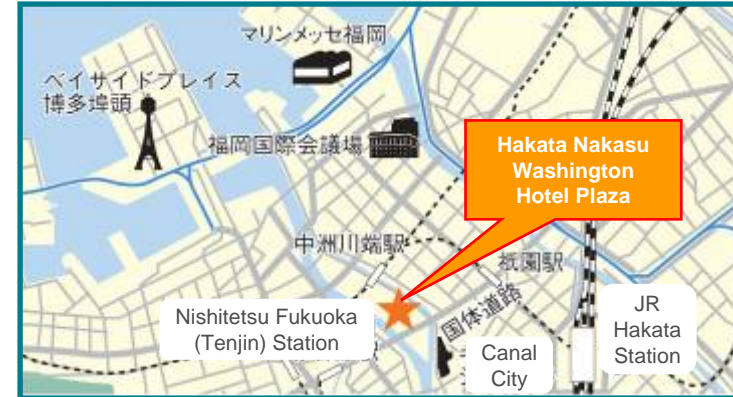 マリンメッセ福岡
ベイサイドプレイス
博多埠頭
福岡国際会議場
Hakata Nakasu
Washington
Hotel Plaza
中洲川端駅
祇園駅
Nishitetsu Fukuoka
(Tenjin) Station
国体道路
JR
Hakata
Station
Canal
City